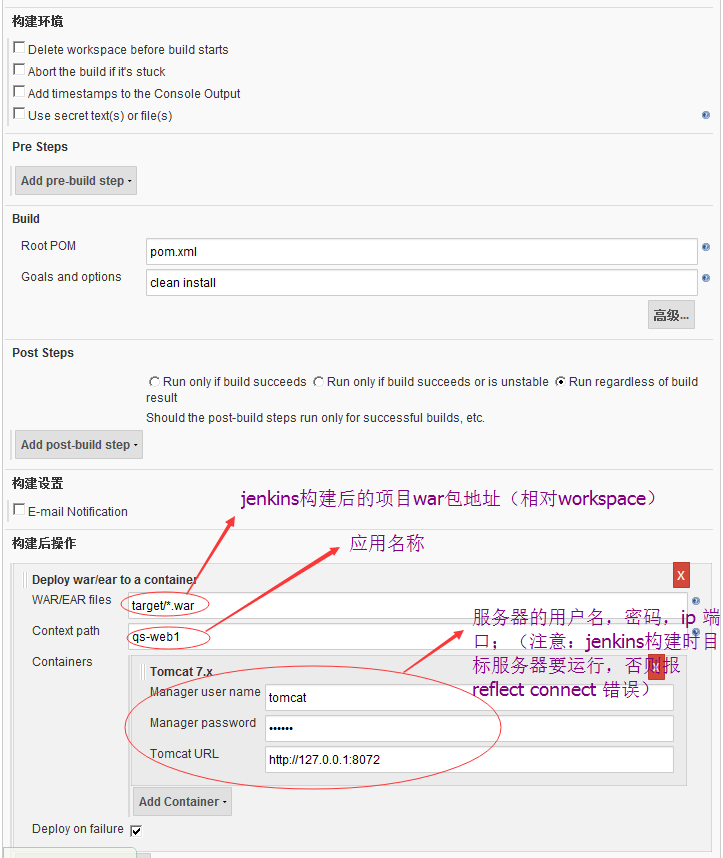 构建环境
Delete workspace before build starts
Abort the build if it's stuck
Add timestamps to the Console Output
Use secret text(s) or file(s)
Pre Steps
Add pre-build step
Build
Root POM
pom.xml
Goals and options
clean install
高级...
Post Steps
Run only if build succeeds Run only if build succeeds or is unstable Run regardless of build
result
Should the post-build steps run only for successful builds, etc.
Add post-build step
构建设置
jenkins构建后的项目war包地址（相对workspace）
E-mail Notification
构建后操作
应用名称
Deploy war/ear to a container
X
WAR/EAR files
target/*.war
Context path
qs-web1
服务器的用户名，密码，ip 端
口；（注意：jenkins构建时目
标服务器要运行，否则报
reflect connect 错误）
Containers
Tomcat 7.x
Manager user name
tomcat
Manager password
••••••
Tomcat URL
http://127.0.0.1:8072
Add Container
Deploy on failure